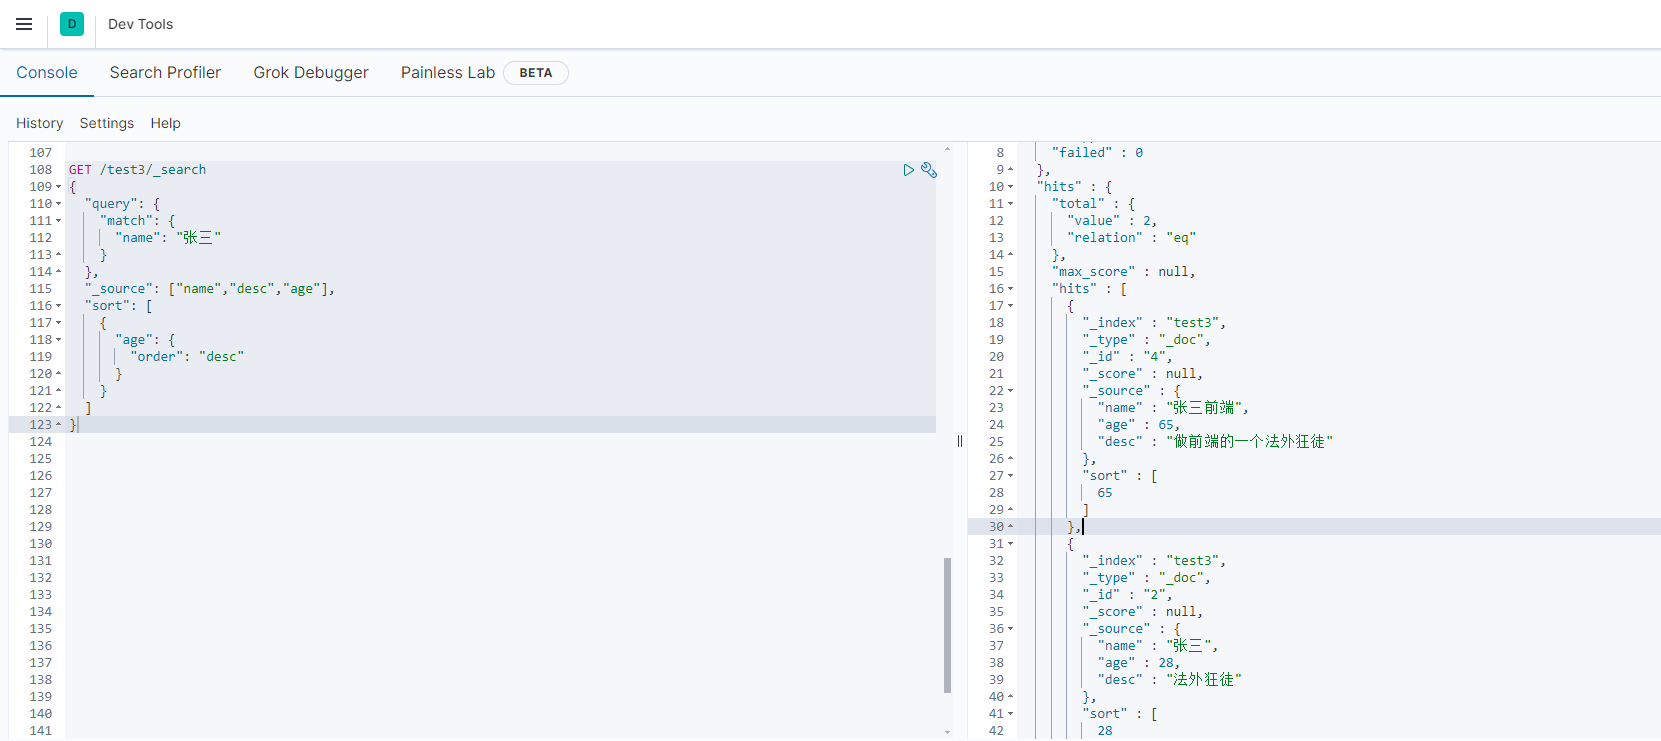 D Dev Tools
Console Search Profiler Grok Debugger Painless Lab BETA
History Settings Help
107
108 GET /test3/_search
109 {
110 "query": {
111 "match": {
112 "name": "张三"
113 }
114 },
115 "_source": ["name","desc","age"],
116 "sort": [
117 {
118 "age": {
119 "order": "desc"
120 }
121 }
122 ]
123 }
124
125
126
127
128
129
130
131
132
133
134
135
136
137
138
139
140
141
8 "failed" : 0
9 },
10 "hits" : {
11 "total" : {
12 "value" : 2,
13 "relation" : "eq"
14 },
15 "max_score" : null,
16 "hits" : [
17 {
18 "_index" : "test3",
19 "_type" : "_doc",
20 "_id" : "4",
21 "_score" : null,
22 "_source" : {
23 "name" : "张三前端",
24 "age" : 65,
25 "desc" : "做前端的一个法外狂徒"
26 },
27 "sort" : [
28 65
29 ]
30 },
31 {
32 "_index" : "test3",
33 "_type" : "_doc",
34 "_id" : "2",
35 "_score" : null,
36 "_source" : {
37 "name" : "张三",
38 "age" : 28,
39 "desc" : "法外狂徒"
40 },
41 "sort" : [
42 28